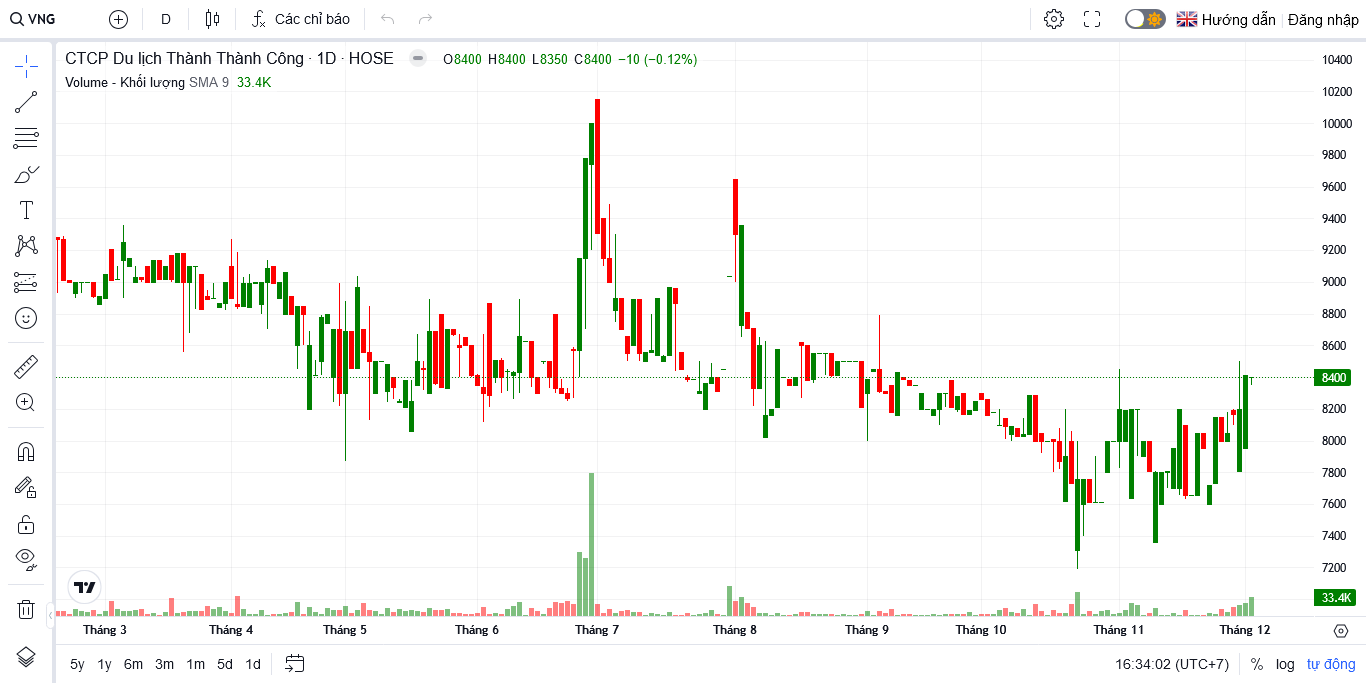 VNG
D
Các chỉ báo
Hướng dẫn
Đăng nhập
CTCP Du lịch Thành Thành Công · 1D · HOSE
O8400 H8400 L8350 C8400 −10 (−0.12%)
Volume - Khối lượng SMA 9 33.4K
10400
10200
10000
9800
9600
9400
9200
9000
8800
8600
8400
8200
8000
7800
7600
7400
7200
33.4K
Tháng 3 Tháng 4 Tháng 5 Tháng 6 Tháng 7 Tháng 8 Tháng 9 Tháng 10 Tháng 11 Tháng 12
5y 1y 6m 3m 1m 5d 1d
16:34:02 (UTC+7) % log tự động